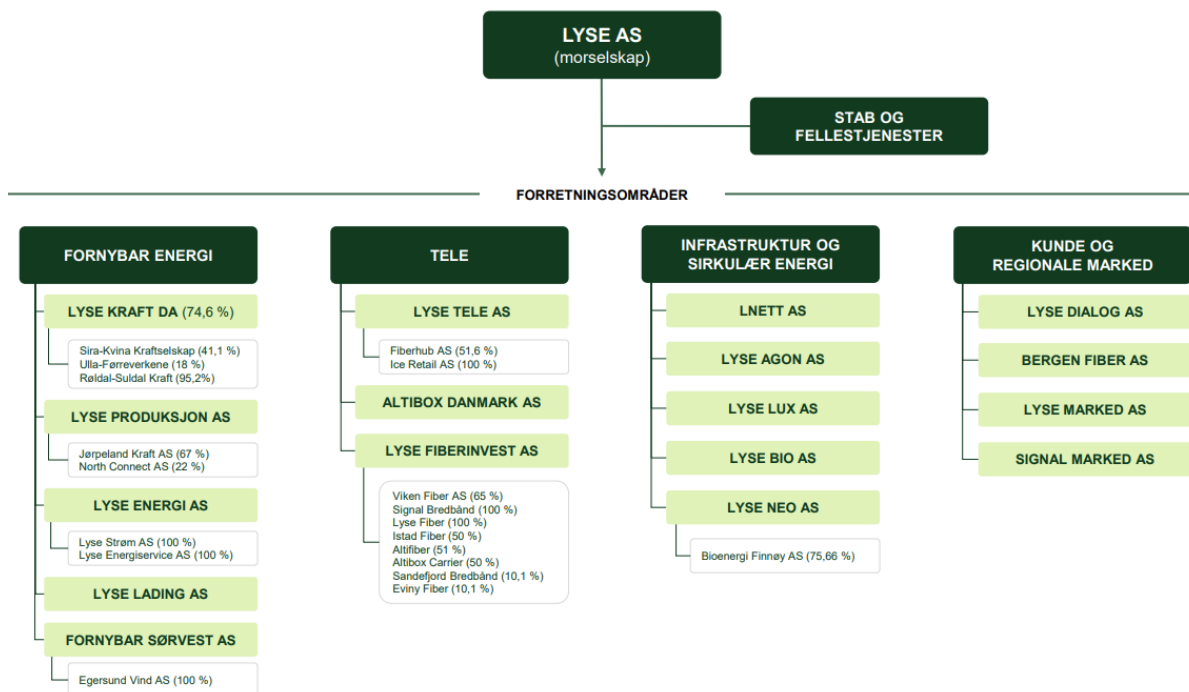 LYSE AS
(morselskap)
STAB OG
FELLESTJENESTER
FORRETNINGSOMRÅDER
FORNYBAR ENERGI
LYSE KRAFT DA (74,6 %)
Sira-Kvina Kraftselskap (41,1 %)
Ulla-Førreverkene (18 %)
Røldal-Suldal Kraft (95,2%)
LYSE PRODUKSJON AS
Jørpeland Kraft AS (67 %)
North Connect AS (22 %)
LYSE ENERGI AS
Lyse Strøm AS (100 %)
Lyse Energiservice AS (100 %)
LYSE LADING AS
FORNYBAR SØRVEST AS
Egersund Vind AS (100 %)
TELE
LYSE TELE AS
Fiberhub AS (51,6 %)
Ice Retail AS (100 %)
ALTIBOX DANMARK AS
LYSE FIBERINVEST AS
Viken Fiber AS (65 %)
Signal Bredbånd (100 %)
Lyse Fiber (100 %)
Istad Fiber (50 %)
Altifiber (51 %)
Altibox Carrier (50 %)
Sandefjord Bredbånd (10,1 %)
Eviny Fiber (10,1 %)
INFRASTRUKTUR OG
SIRKULÆR ENERGI
LNETT AS
LYSE AGON AS
LYSE LUX AS
LYSE BIO AS
LYSE NEO AS
Bioenergi Finnøy AS (75,66 %)
KUNDE OG
REGIONALE MARKED
LYSE DIALOG AS
BERGEN FIBER AS
LYSE MARKED AS
SIGNAL MARKED AS